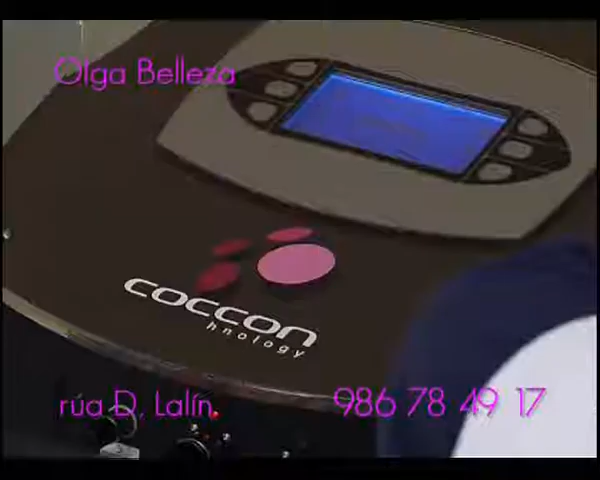 Olga Belleza
COCCON
hnology
rúa D. Lalín.
986 78 49 17